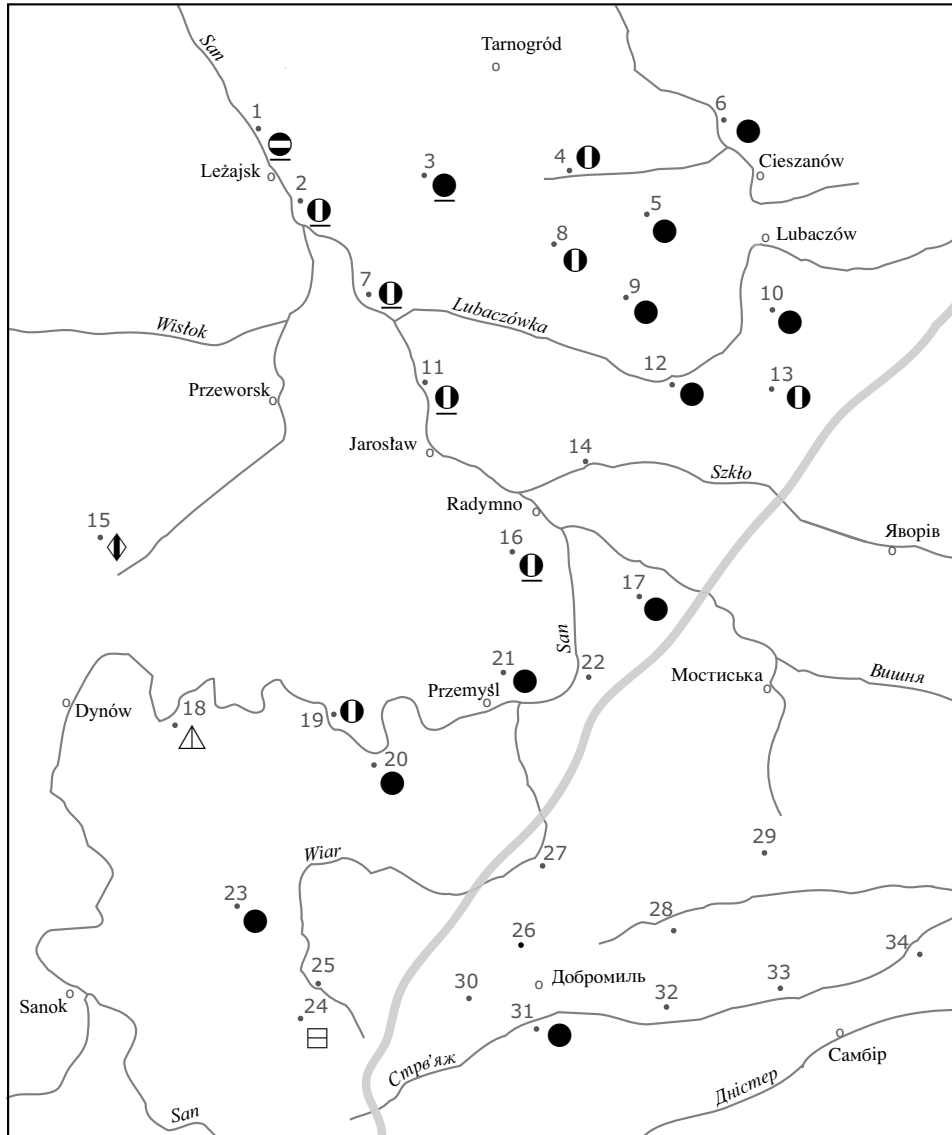 San
Tarnogród
1
6
Leżajsk
3
4
Cieszanów
2
5
8
Lubaczów
7
9
10
Wisłok
Lubaczówka
11
12
13
Przeworsk
Jarosław
14
Szkło
Radymno
15
16
Яворів
17
San
21
22
Мостиська
Вишня
Dynów
18
19
Przemyśl
20
Wiar
27
29
23
28
26
34
25
30
Добромиль
33
Sanok
24
31
32
Самбір
Стрв’яж
Дністер
San